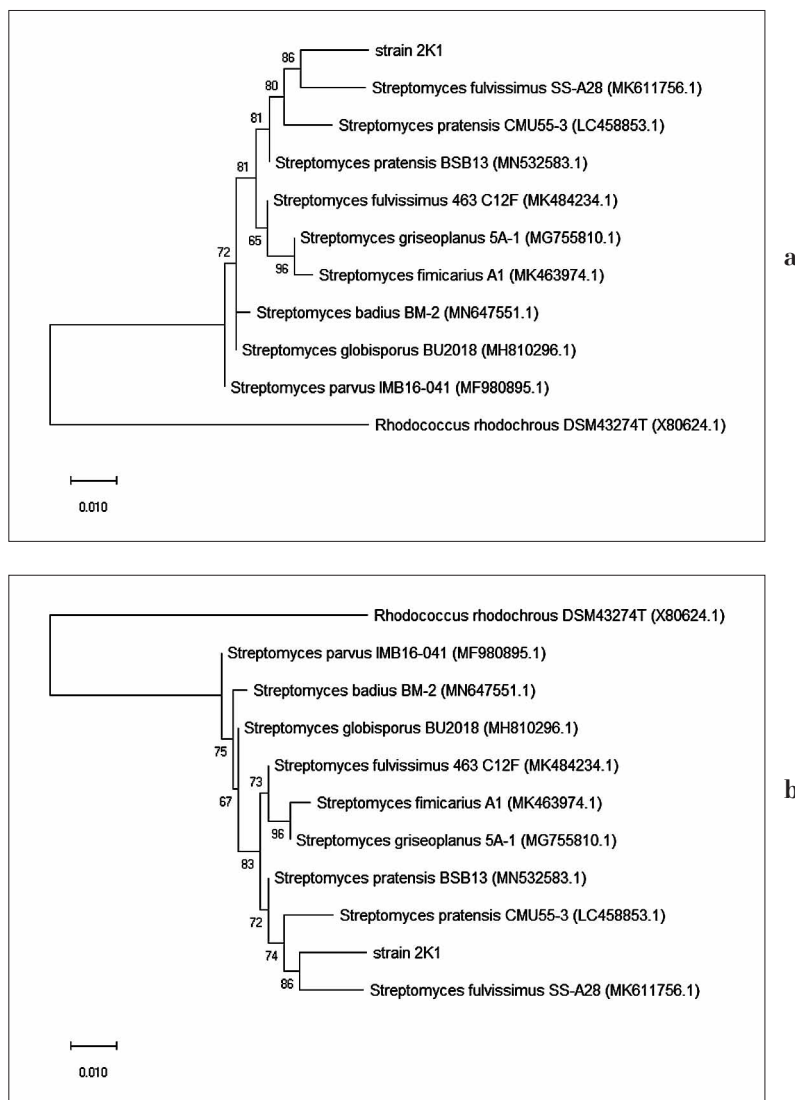 86
strain 2K1
80
Streptomyces fulvissimus SS-A28 (MK611756.1)
81
Streptomyces pratensis CMU55-3 (LC458853.1)
81
Streptomyces pratensis BSB13 (MN532583.1)
Streptomyces fulvissimus 463 C12F (MK484234.1)
65
Streptomyces griseoplanus 5A-1 (MG755810.1)
72
96
Streptomyces fimicarius A1 (MK463974.1)
Streptomyces badius BM-2 (MN647551.1)
Streptomyces globisporus BU2018 (MH810296.1)
Streptomyces parvus IMB16-041 (MF980895.1)
Rhodococcus rhodochrous DSM43274T (X80624.1)
0.010
a
Rhodococcus rhodochrous DSM43274T (X80624.1)
Streptomyces parvus IMB16-041 (MF980895.1)
Streptomyces badius BM-2 (MN647551.1)
Streptomyces globisporus BU2018 (MH810296.1)
75
Streptomyces fulvissimus 463 C12F (MK484234.1)
73
67
Streptomyces fimicarius A1 (MK463974.1)
96
Streptomyces griseoplanus 5A-1 (MG755810.1)
83
Streptomyces pratensis BSB13 (MN532583.1)
72
Streptomyces pratensis CMU55-3 (LC458853.1)
74
strain 2K1
86
Streptomyces fulvissimus SS-A28 (MK611756.1)
0.010
b